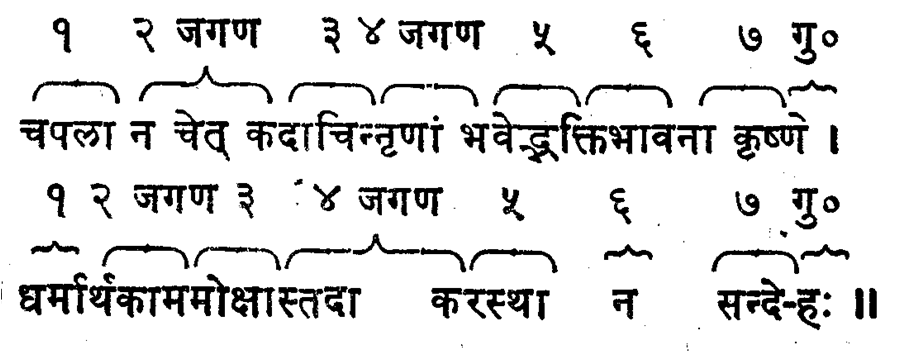 १ २ जगण ३ ४ जगण ५ ६ ७ गु०
चपला न चेत् कदाचिन्नृणां भवेद्भक्तिभावना कृष्णे ।
१ २ जगण ३ ४ जगण ५ ६ ७ गु०
धर्मार्थकाममोक्षास्तदा करस्था न सन्दे-हः ॥